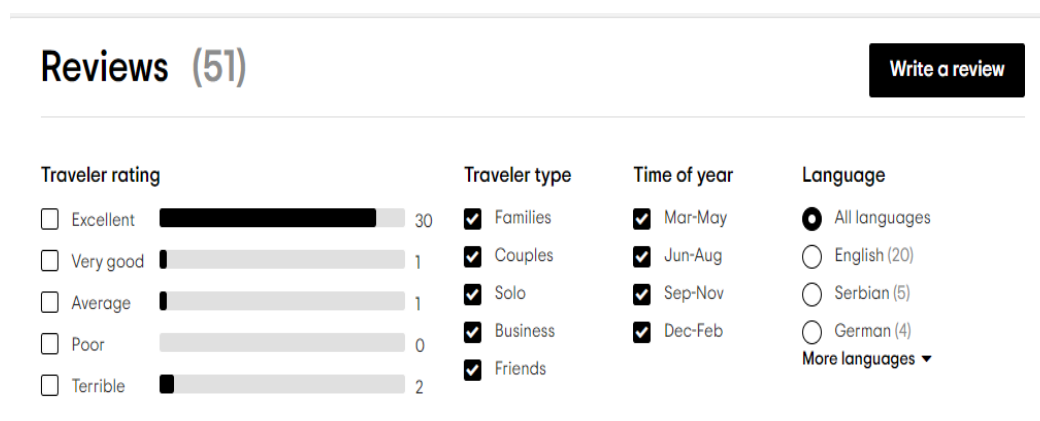 Reviews (51)
Write a review
Traveler rating
Excellent 30
Very good 1
Average 1
Poor 0
Terrible 2
Traveler type
Families
Couples
Solo
Business
Friends
Time of year
Mar-May
Jun-Aug
Sep-Nov
Dec-Feb
Language
All languages
English (20)
Serbian (5)
German (4)
More languages